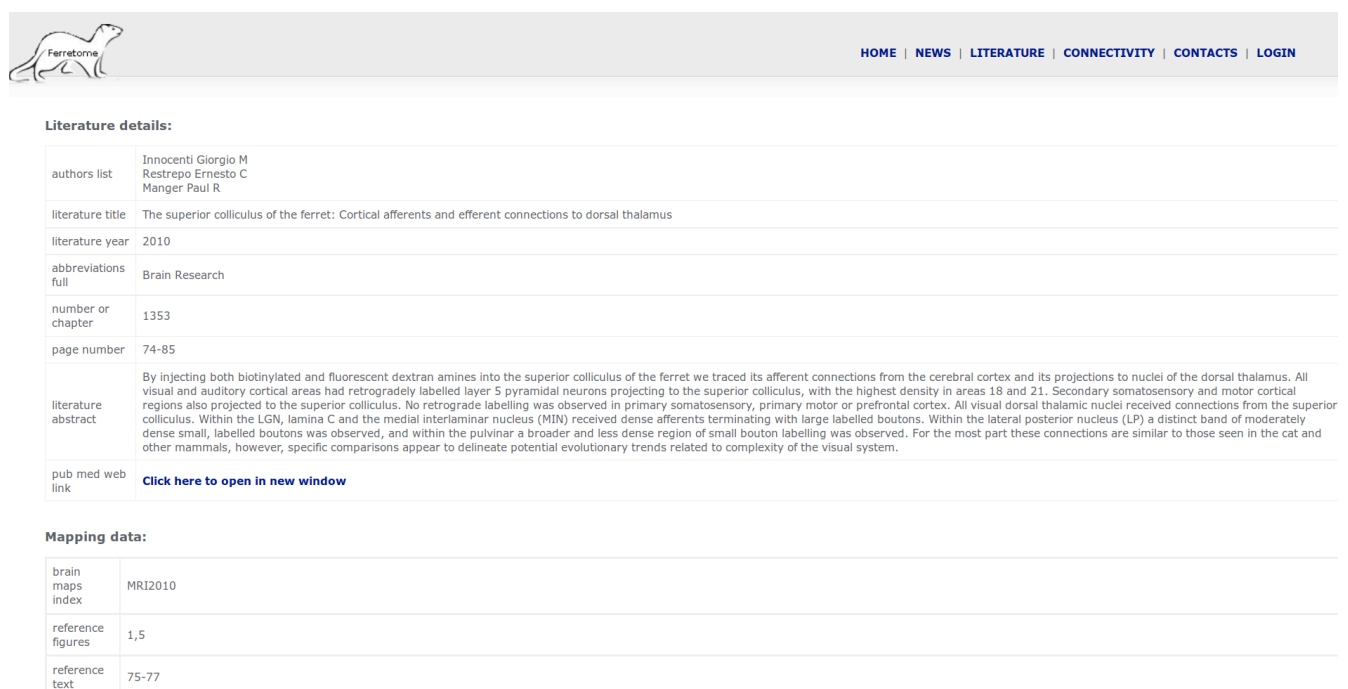 Ferretome
HOME | NEWS | LITERATURE | CONNECTIVITY | CONTACTS | LOGIN
Literature details:
authors list
Innocenti Giorgio M
Restrepo Ernesto C
Manger Paul R
literature title
The superior colliculus of the ferret: Cortical afferents and efferent connections to dorsal thalamus
literature year
2010
abbreviations
full
Brain Research
number or
chapter
1353
page number
74-85
literature
abstract
By injecting both biotinylated and fluorescent dextran amines into the superior colliculus of the ferret we traced its afferent connections from the cerebral cortex and its projections to nuclei of the dorsal thalamus. All
visual and auditory cortical areas had retrogradely labelled layer 5 pyramidal neurons projecting to the superior colliculus, with the highest density in areas 18 and 21. Secondary somatosensory and motor cortical
regions also projected to the superior colliculus. No retrograde labelling was observed in primary somatosensory, primary motor or prefrontal cortex. All visual dorsal thalamic nuclei received connections from the superior
colliculus. Within the LGN, lamina C and the medial interlaminar nucleus (MIN) received dense afferents terminating with large labelled boutons. Within the lateral posterior nucleus (LP) a distinct band of moderately
dense small, labelled boutons was observed, and within the pulvinar a broader and less dense region of small bouton labelling was observed. For the most part these connections are similar to those seen in the cat and
other mammals, however, specific comparisons appear to delineate potential evolutionary trends related to complexity of the visual system.
pub med web
link
Click here to open in new window
Mapping data:
brain
maps
index
MRI2010
reference
figures
1,5
reference
text
75-77